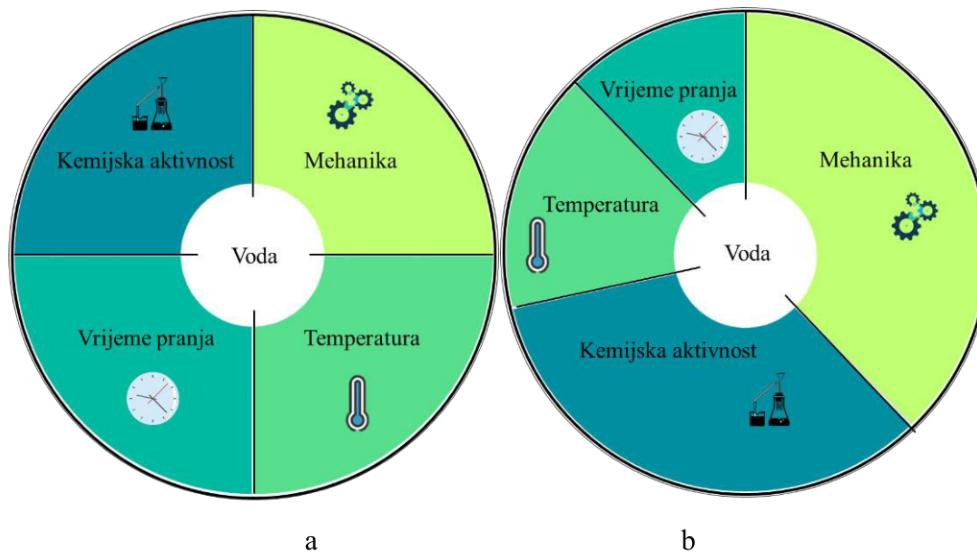 Kemijska aktivnost
Mehanika
Voda
Vrijeme pranja
Temperatura
a
Vrijeme pranja
Mehanika
Temperatura
Voda
Kemijska aktivnost
b